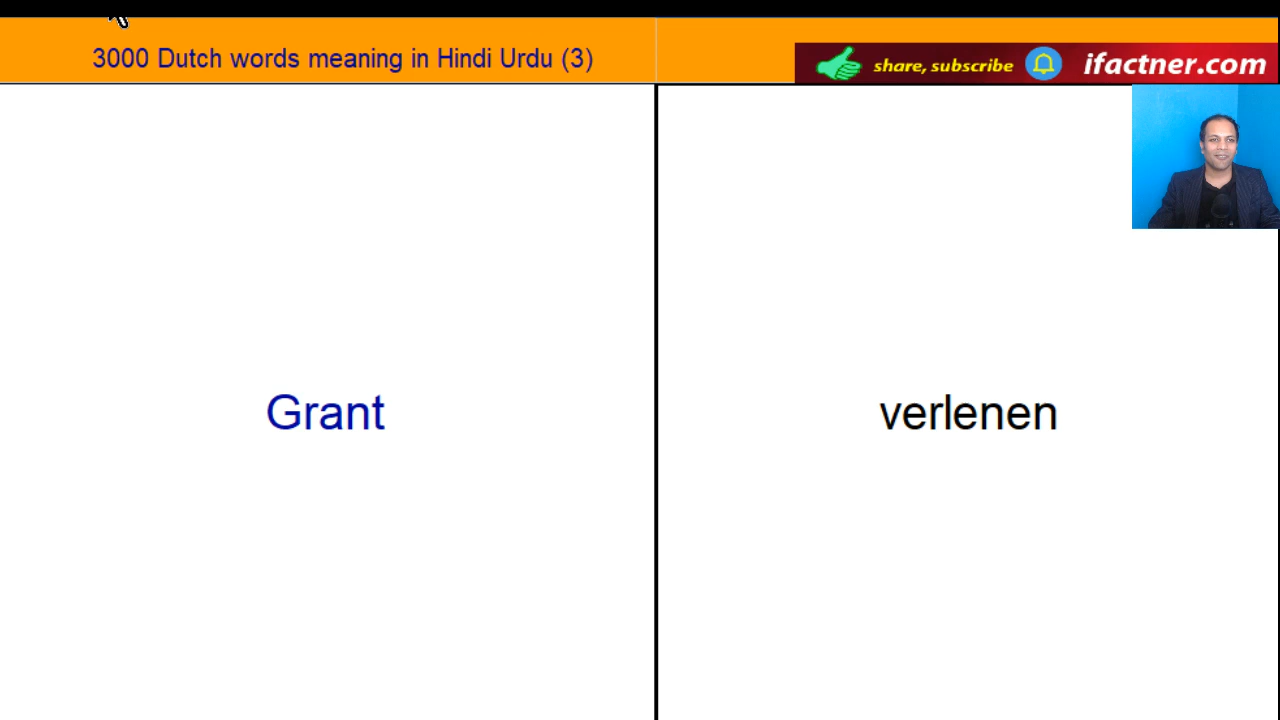 3000 Dutch words meaning in Hindi Urdu (3)
share, subscribe
ifactner.com
Grant
verlenen